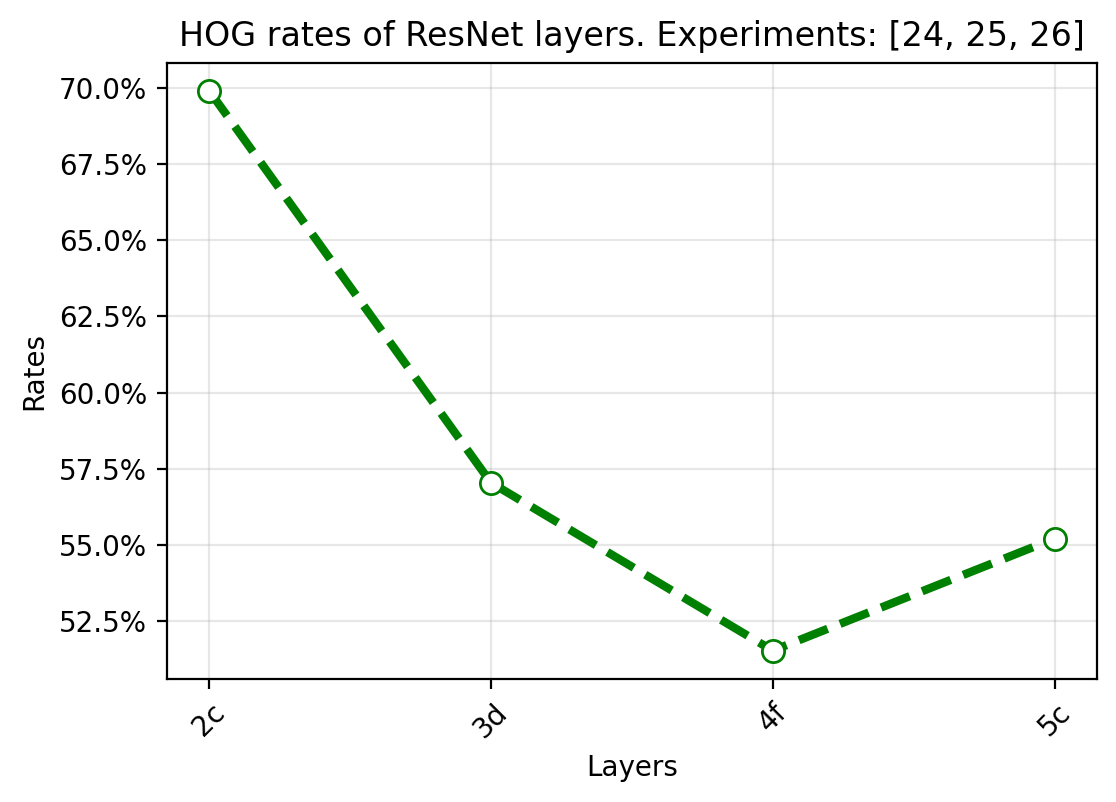 HOG rates of ResNet layers. Experiments: [24, 25, 26]
70.0%
67.5%
65.0%
62.5%
60.0%
57.5%
55.0%
52.5%
Rates
2c
3d
4f
5c
Layers